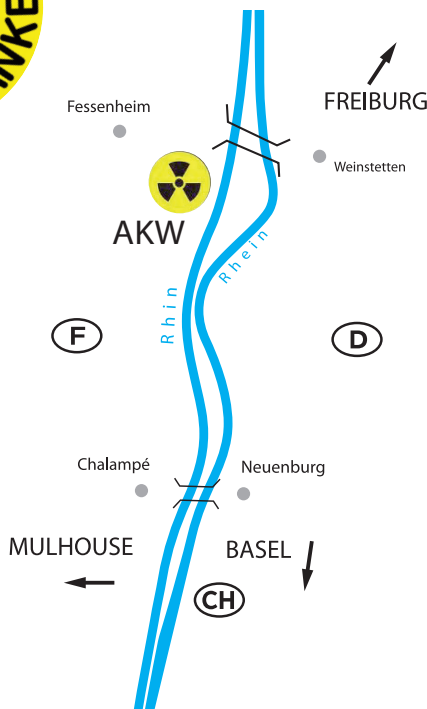 Fessenheim
FREIBURG
Weinstetten
AKW
Rhein
Rhin
F
D
Chalampé
Neuenburg
MULHOUSE
BASEL
CH